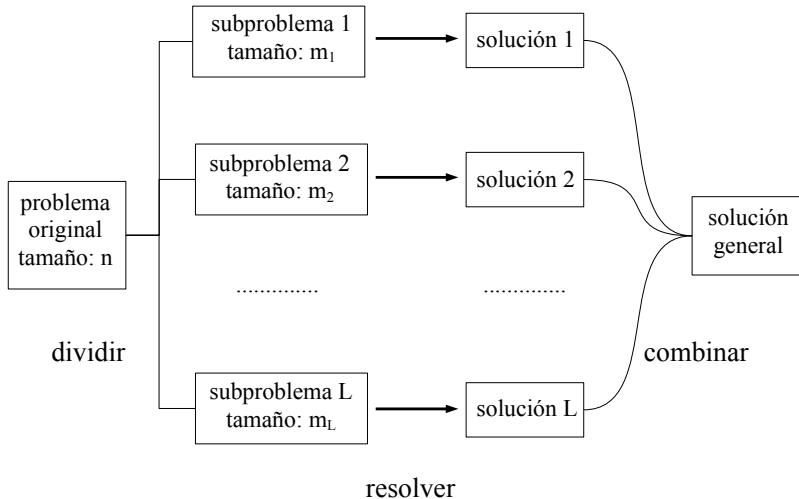 problema
original
tamaño: n
dividir
subproblema 1
tamaño: m₁
subproblema 2
tamaño: m₂
..............
subproblema L
tamaño: m_L
resolver
solución 1
solución 2
..............
solución L
combinar
solución
general